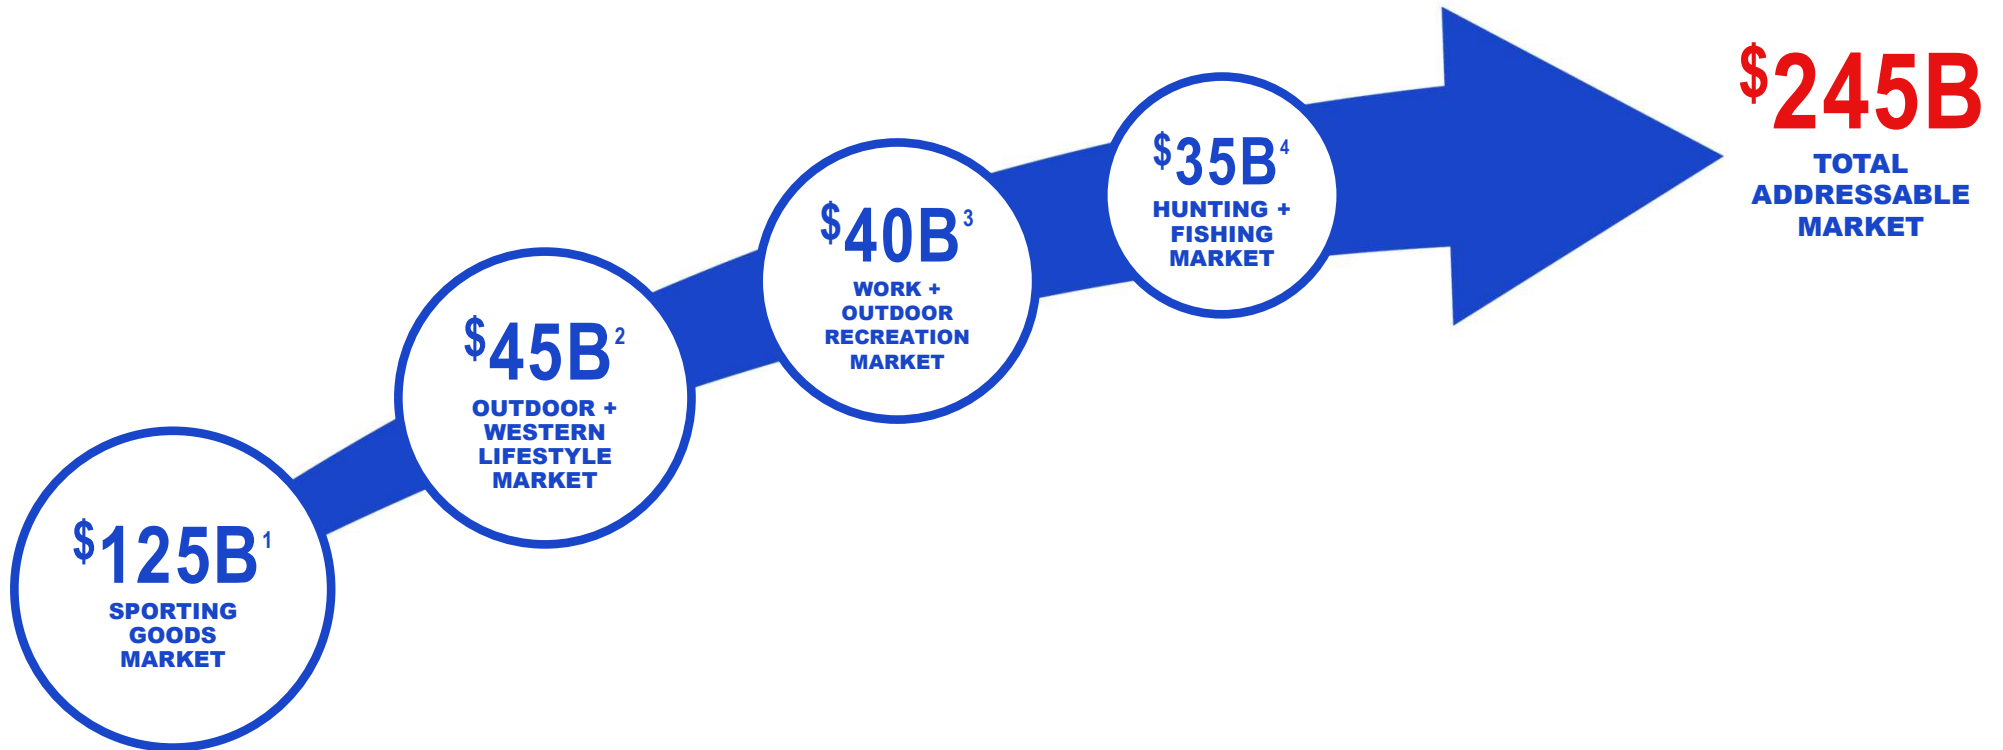 $125B1
SPORTING
GOODS
MARKET
$45B2
OUTDOOR +
WESTERN
LIFESTYLE
MARKET
$40B3
WORK +
OUTDOOR
RECREATION
MARKET
$35B4
HUNTING +
FISHING
MARKET
$245B
TOTAL
ADDRESSABLE
MARKET